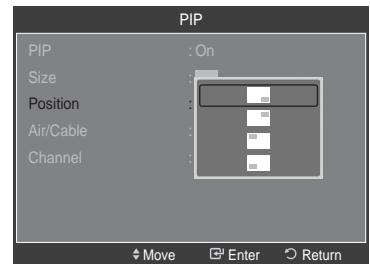 PIP
PIP : On
Size :
Position :
Air/Cable :
Channel :
Move Enter Return